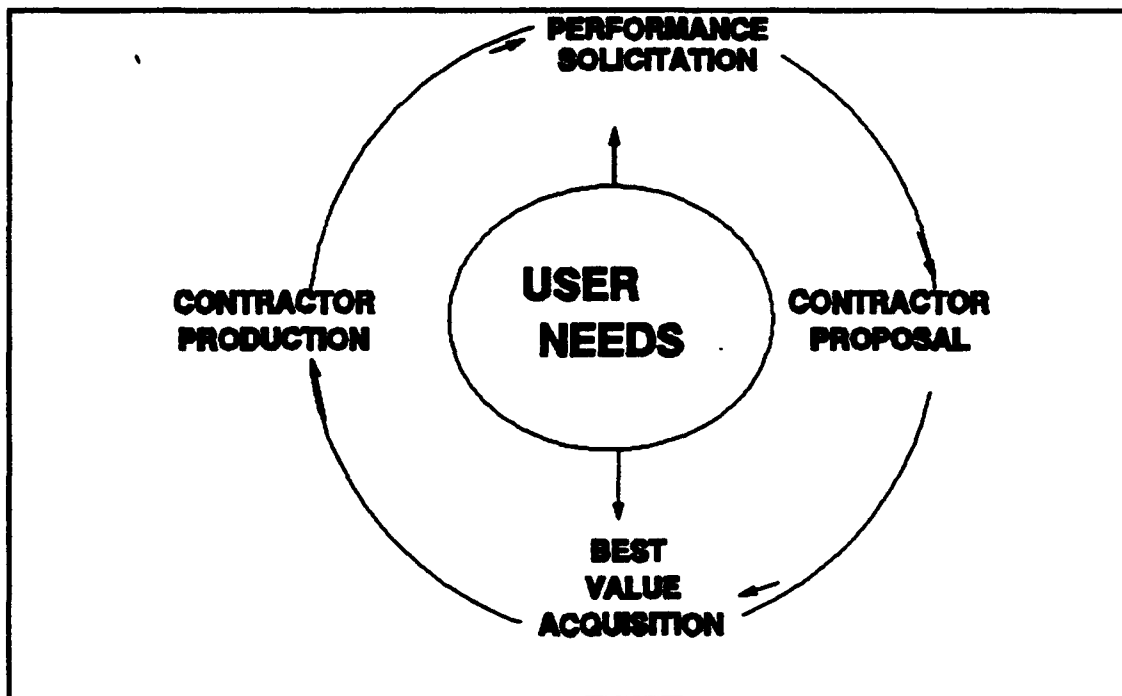 PERFORMANCE
SOLICITATION
USER
NEEDS
CONTRACTOR
PRODUCTION
CONTRACTOR
PROPOSAL
BEST
VALUE
ACQUISITION